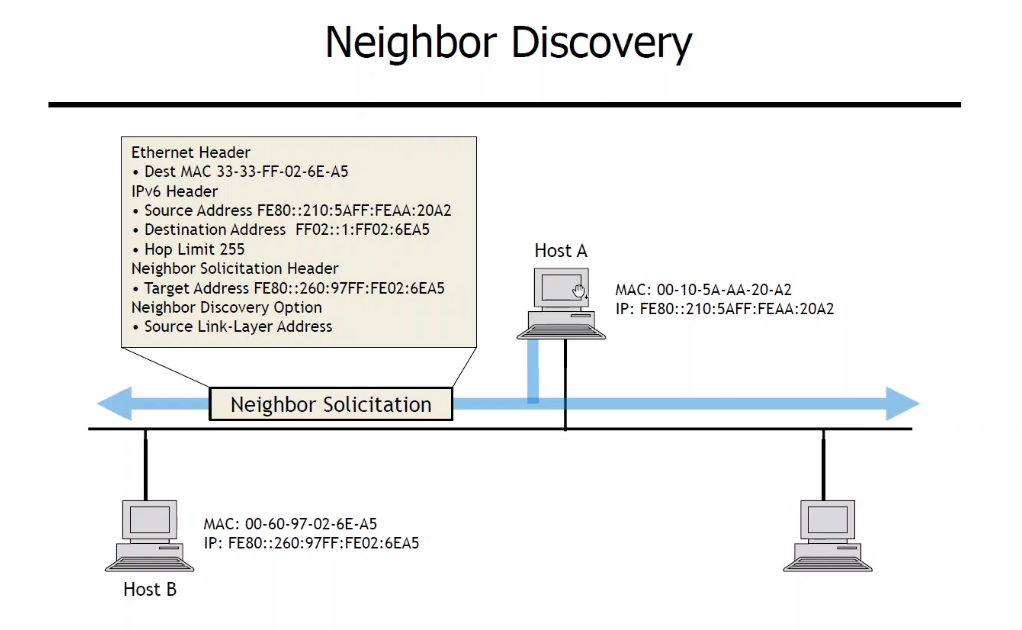 Neighbor Discovery
Ethernet Header
• Dest MAC 33-33-FF-02-6E-A5
IPv6 Header
• Source Address FE80::210:5AFF:FEAA:20A2
• Destination Address FF02::1:FF02:6EA5
• Hop Limit 255
Neighbor Solicitation Header
• Target Address FE80::260:97FF:FE02:6EA5
Neighbor Discovery Option
• Source Link-Layer Address
Host A
MAC: 00-10-5A-AA-20-A2
IP: FE80::210:5AFF:FEAA:20A2
Neighbor Solicitation
MAC: 00-60-97-02-6E-A5
IP: FE80::260:97FF:FE02:6EA5
Host B